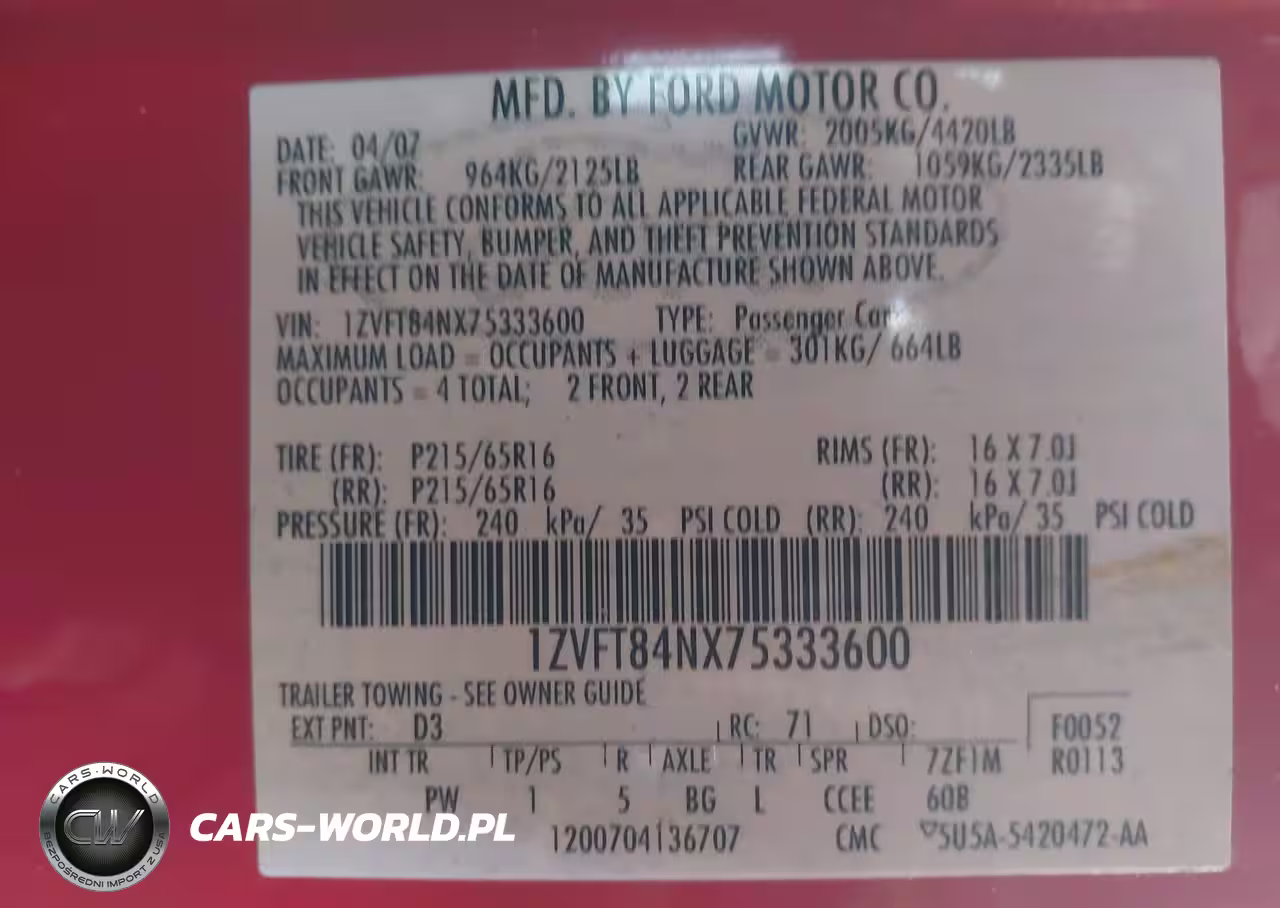 MFD. BY FORD MOTOR CO.
DATE: 04/07 GVWR: 2005KG/4420LB
FRONT GAWR: 964KG/2125LB REAR GAWR: 1059KG/2335LB
THIS VEHICLE CONFORMS TO ALL APPLICABLE FEDERAL MOTOR
VEHICLE SAFETY, BUMPER, AND THEFT PREVENTION STANDARDS
IN EFFECT ON THE DATE OF MANUFACTURE SHOWN ABOVE.
VIN: 1ZVFT84NX75333600 TYPE: Passenger Car
MAXIMUM LOAD = OCCUPANTS + LUGGAGE = 301KG/ 664LB
OCCUPANTS = 4 TOTAL; 2 FRONT, 2 REAR
TIRE (FR): P215/65R16 RIMS (FR): 16 X 7.0J
(RR): P215/65R16 (RR): 16 X 7.0J
PRESSURE (FR): 240 kPa/ 35 PSI COLD (RR): 240 kPa/ 35 PSI COLD
1ZVFT84NX75333600
TRAILER TOWING - SEE OWNER GUIDE
EXT PNT: D3 RC: 71 DSO: F0052
INT TR TP/PS R AXLE TR SPR 7ZF1M R0113
PW 1 5 BG L CCEE 60B
1200704136707 CMC ▽5U5A-5420472-AA
CARS-WORLD
CW
BEZPOŚREDNI IMPORT Z USA
CARS-WORLD.PL